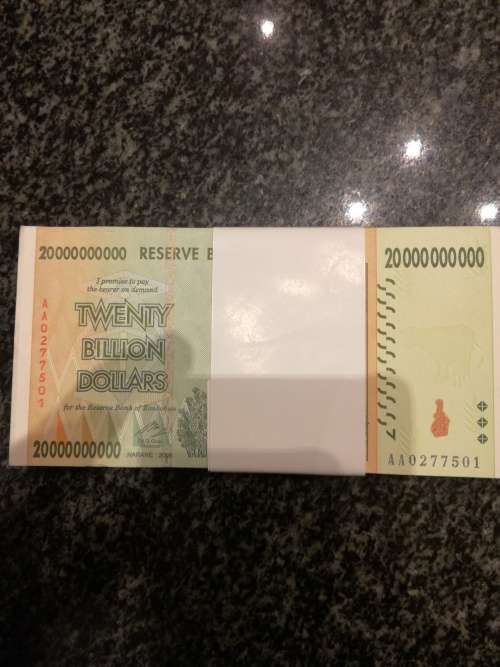 20000000000 RESERVE B
I promise to pay
the bearer on demand
TWENTY
BILLION
DOLLARS
for the Reserve Bank of Zimbabwe
20000000000 HARARE 2008
AA0277501
20000000000
AA0277501